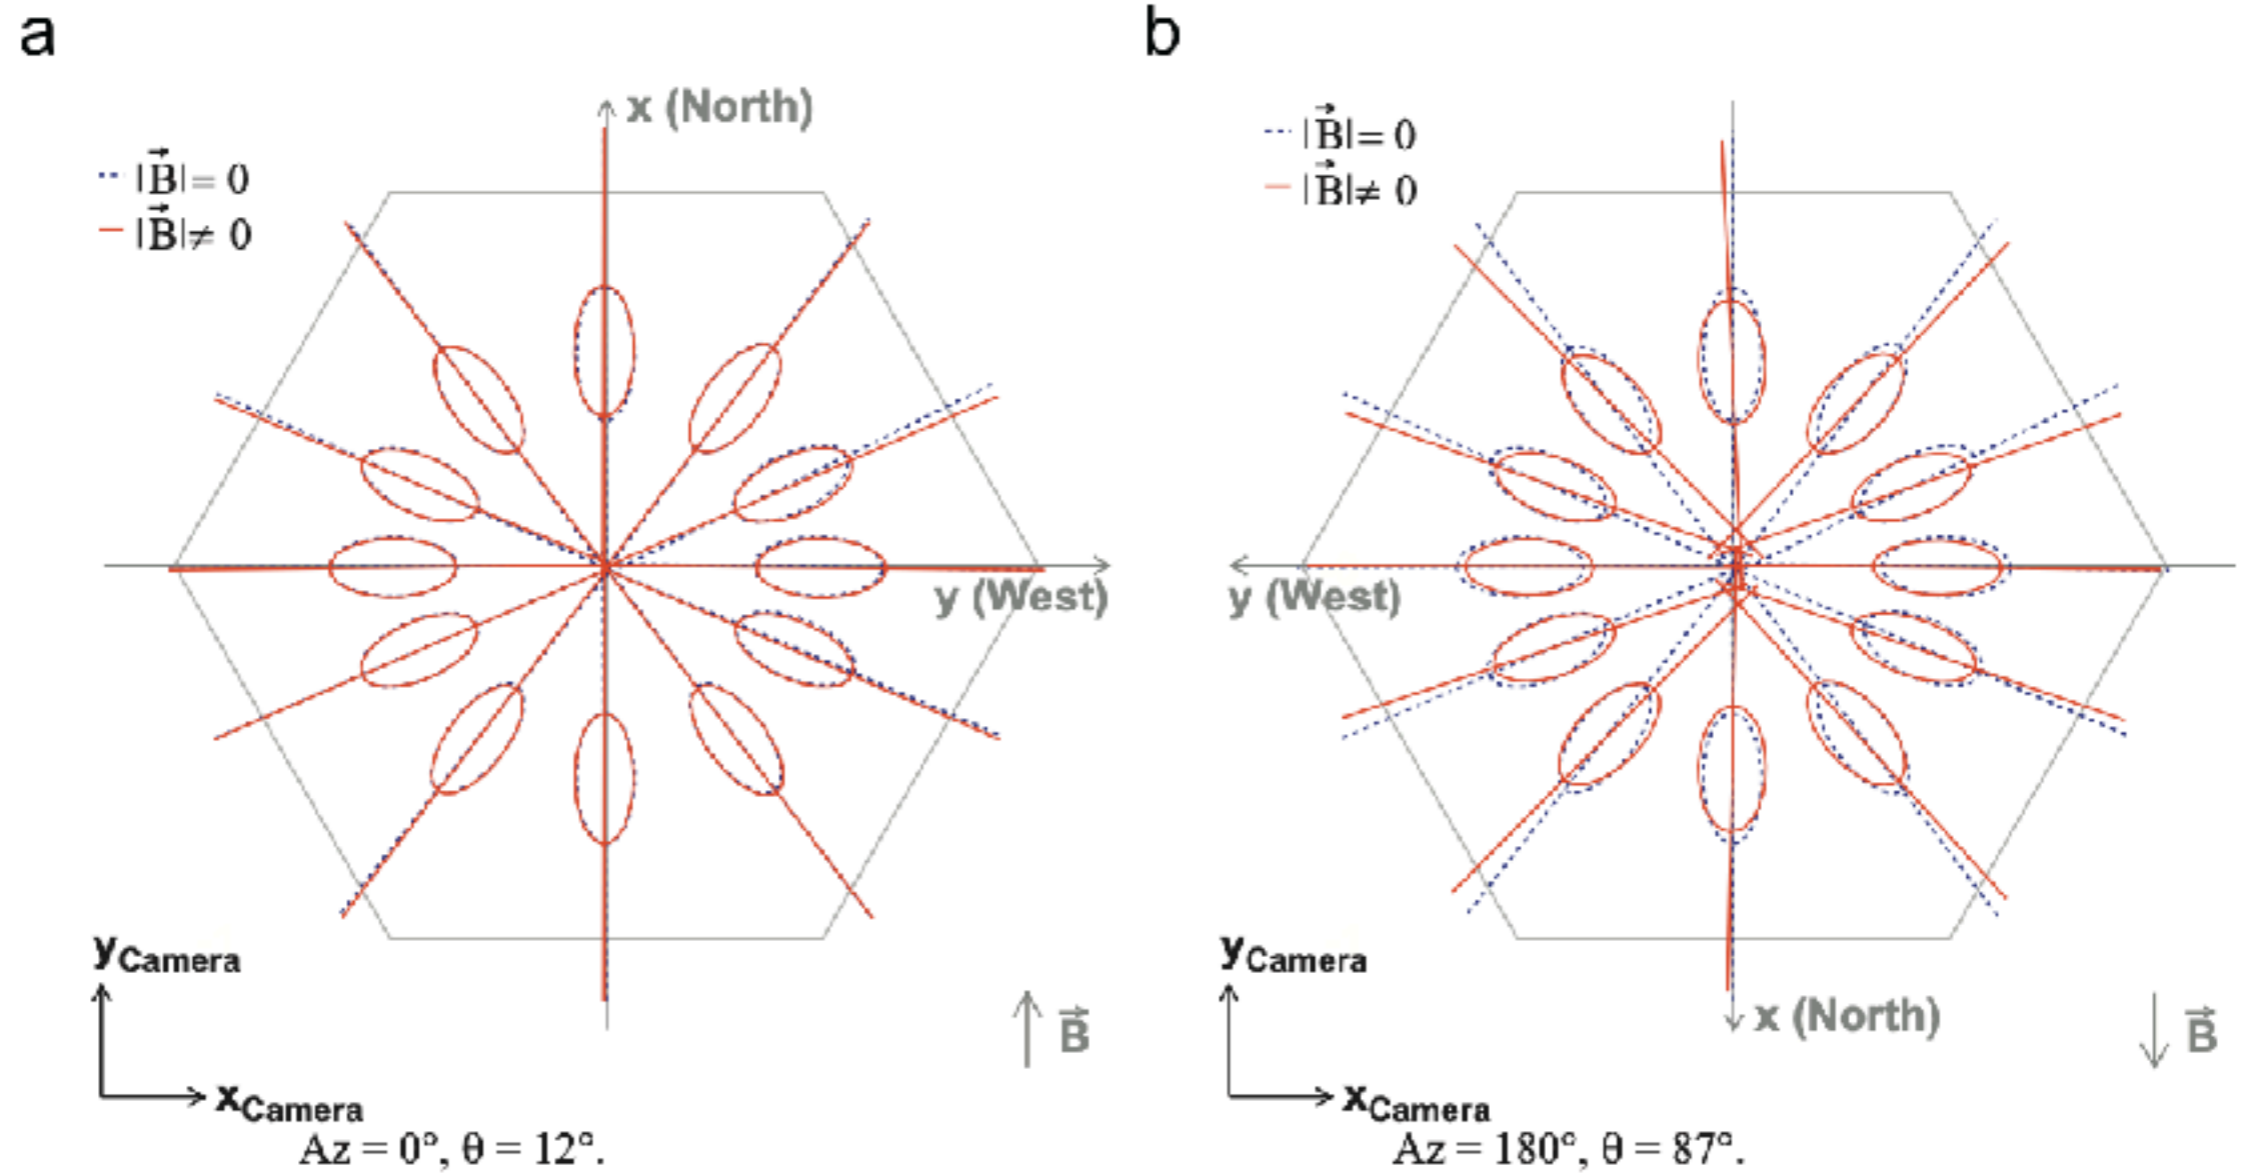 a
x (North)
|B⃗|= 0
|B⃗|≠ 0
y (West)
yCamera
B⃗
xCamera
Az = 0°, θ = 12°.
b
|B⃗|= 0
|B⃗|≠ 0
y (West)
yCamera
x (North)
B⃗
xCamera
Az = 180°, θ = 87°.